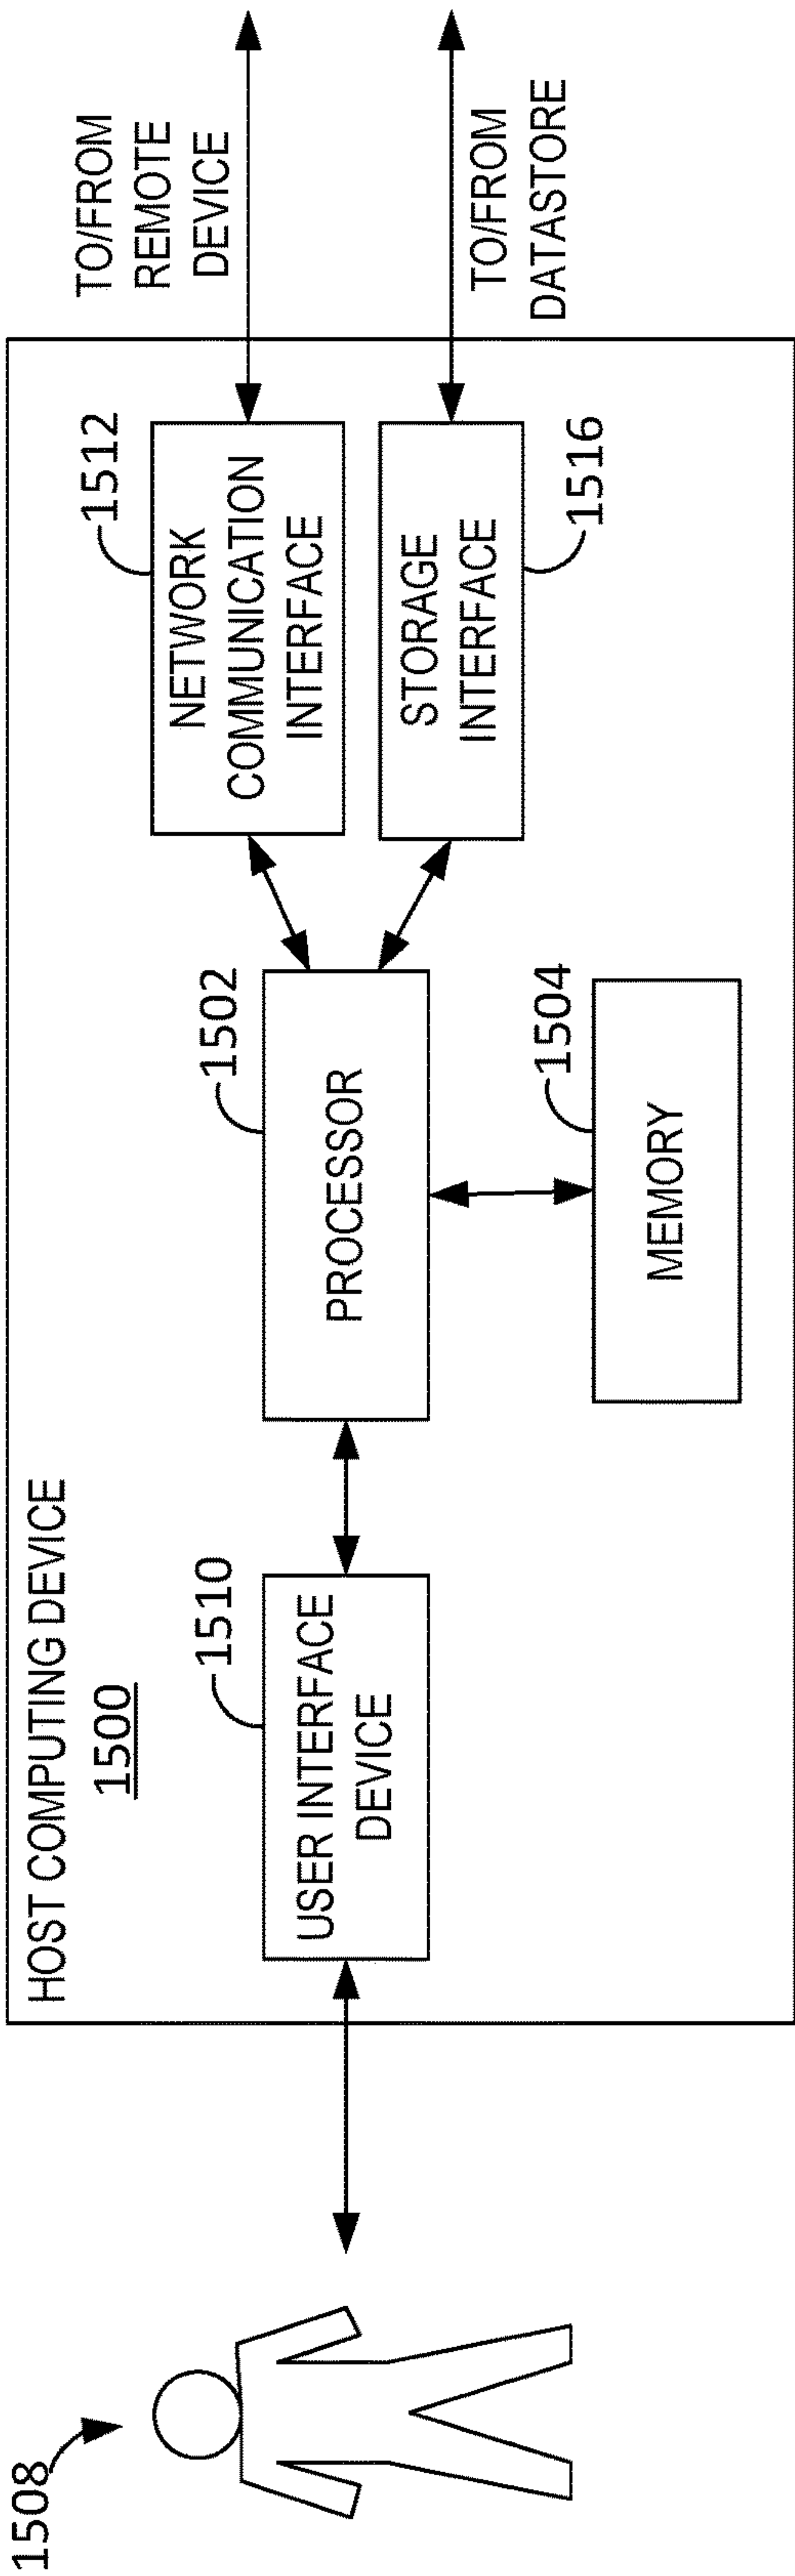 HOST COMPUTING DEVICE
1500
1508
1510
USER INTERFACE
DEVICE
1502
PROCESSOR
1504
MEMORY
1512
NETWORK
COMMUNICATION
INTERFACE
STORAGE
INTERFACE
1516
TO/FROM
REMOTE
DEVICE
TO/FROM
DATASTORE